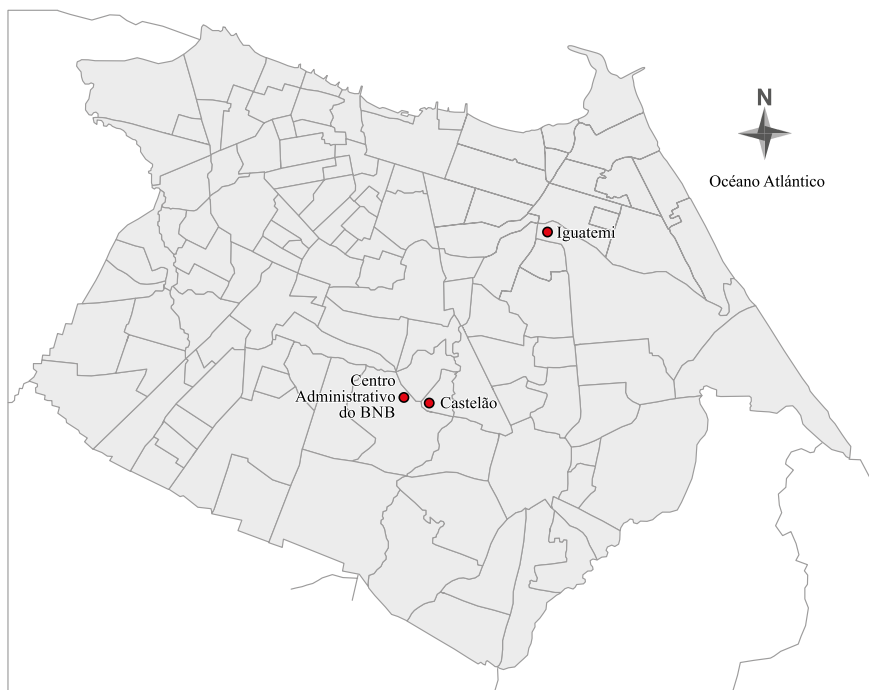 N
Océano Atlántico
Iguatemi
Centro
Administrativo
do BNB
Castelão